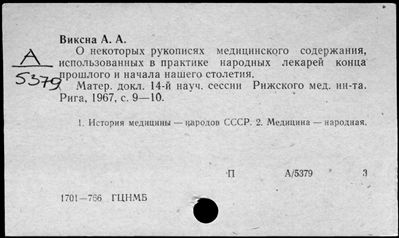 Виксна А. А.
О некоторых рукописях медицинского содержания,
А использованных в практике народных лекарей конца
5379 прошлого и начала нашего столетия.
Матер. докл. 14-й науч. сессии Рижского мед. ин-та.
Рига, 1967, с. 9—10.
1. История медицины — народов СССР. 2. Медицина — народная.
П А/5379 3
1701—766 ГЦНМБ